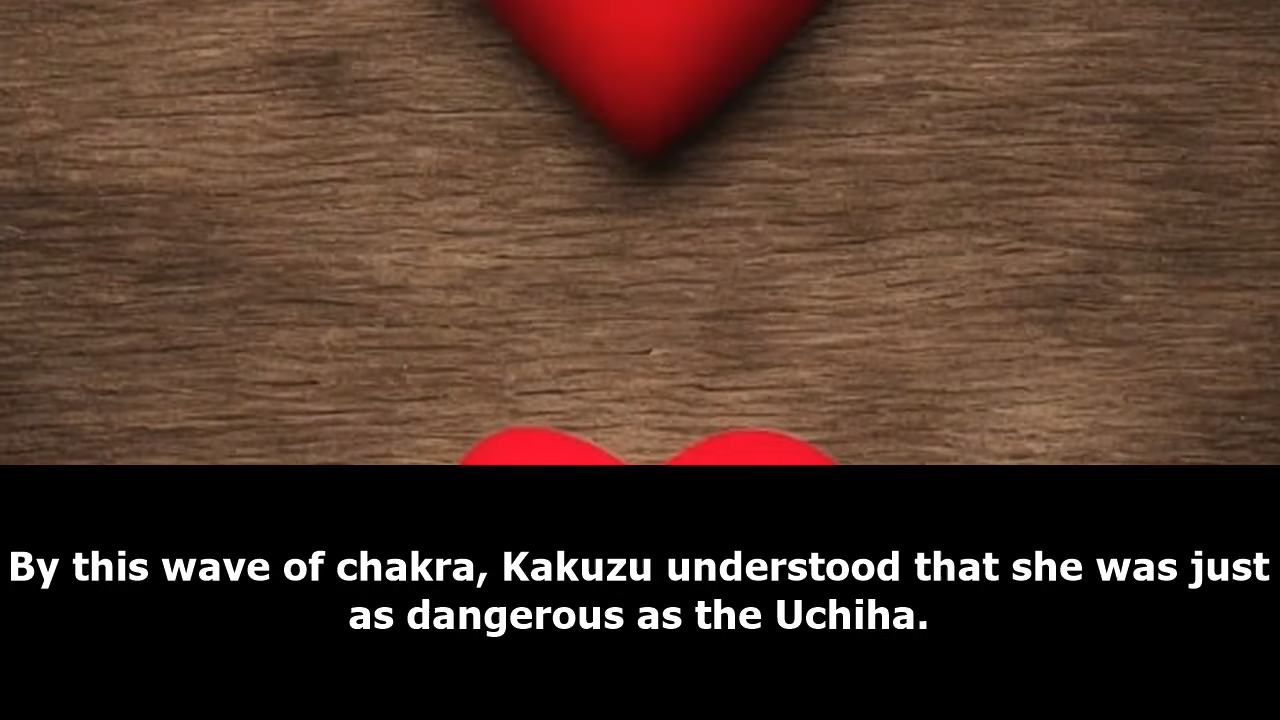 By this wave of chakra, Kakuzu understood that she was just
as dangerous as the Uchiha.